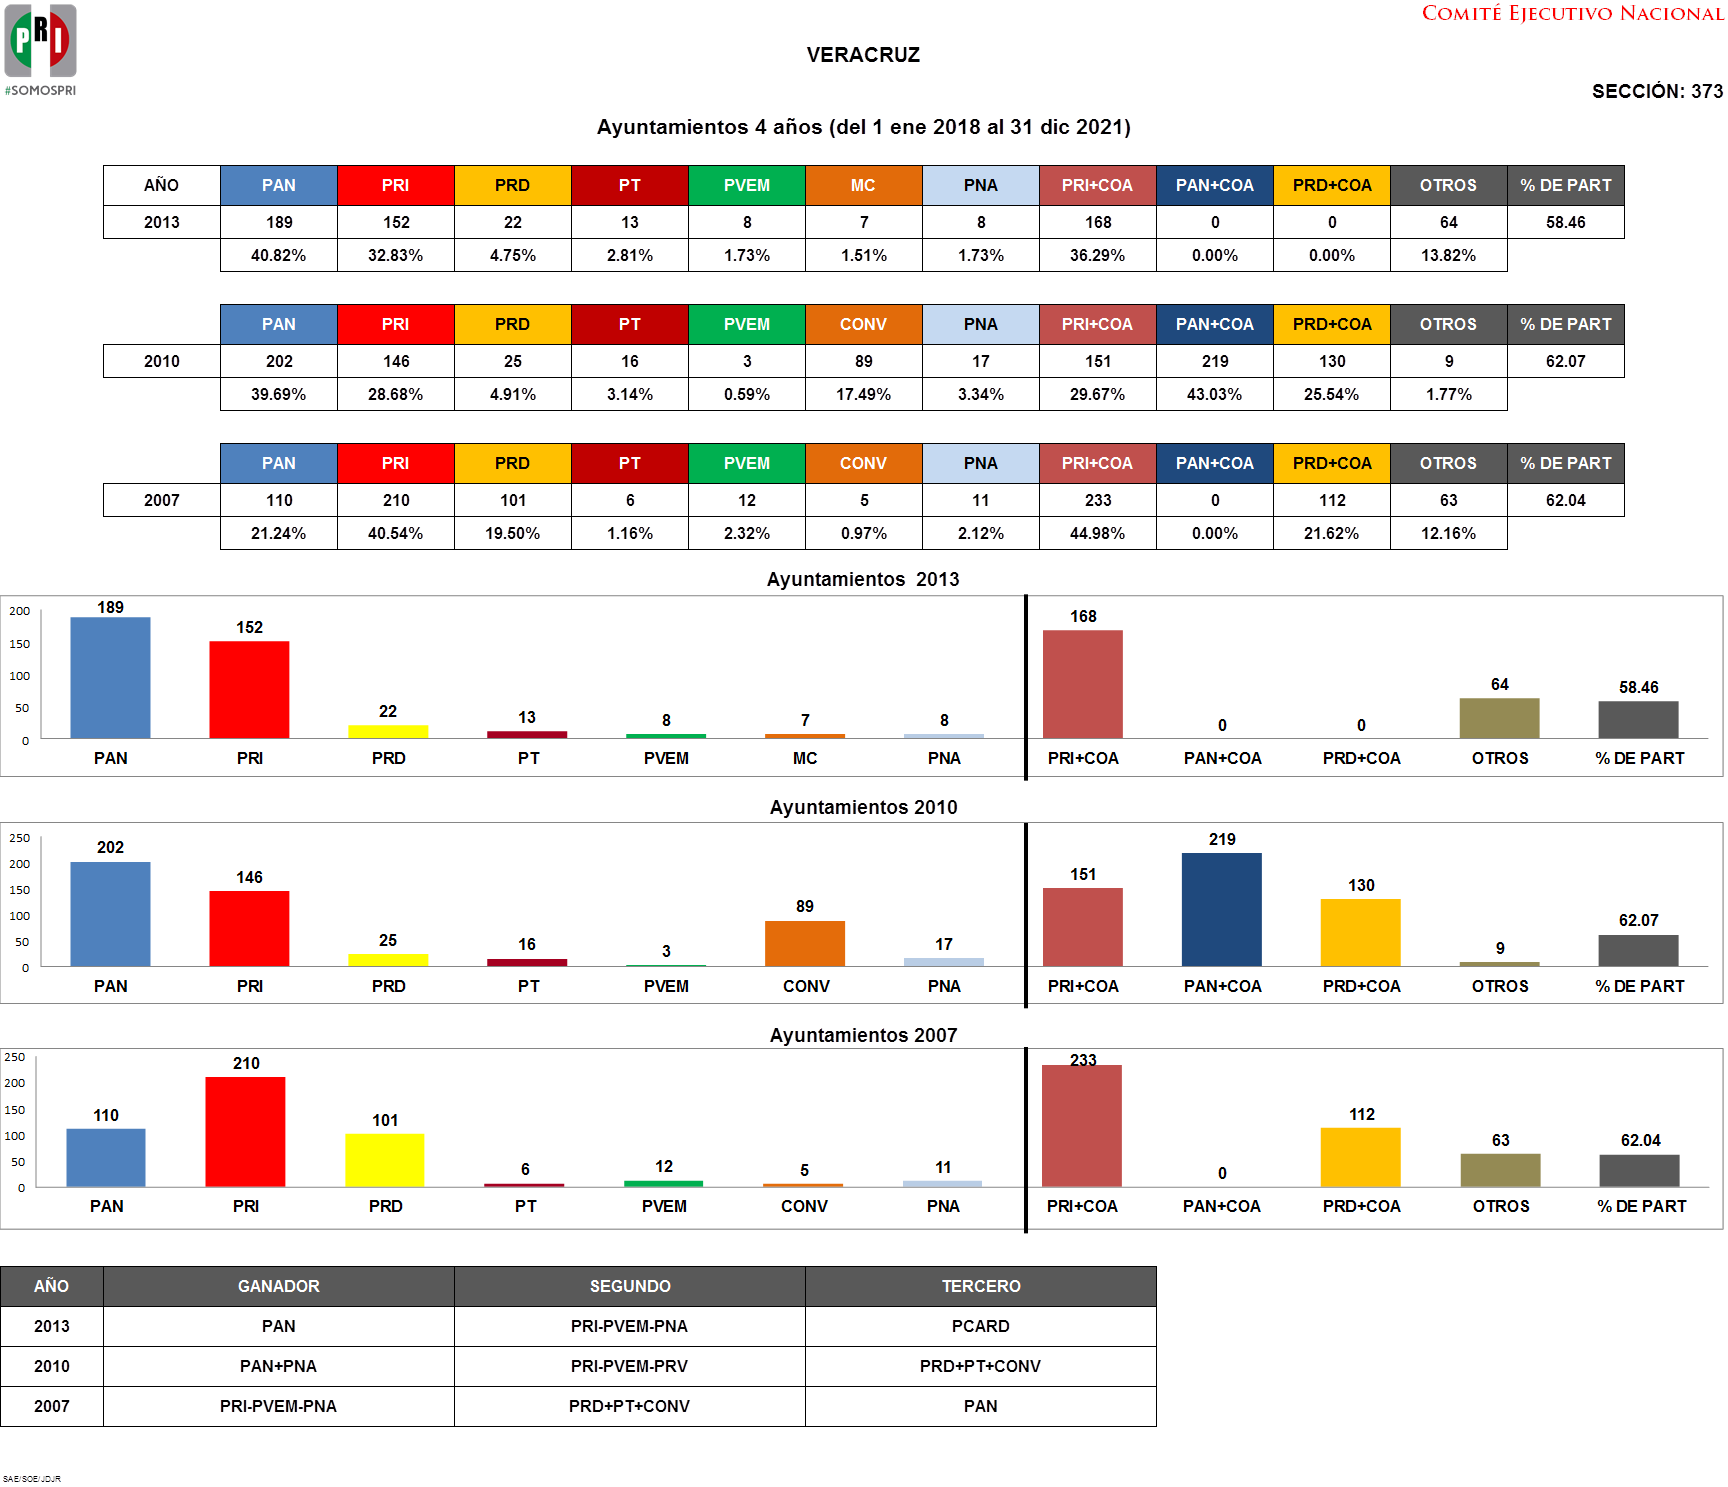 PRI
#SOMOSPRI
COMITÉ EJECUTIVO NACIONAL
VERACRUZ
SECCIÓN: 373
Ayuntamientos 4 años (del 1 ene 2018 al 31 dic 2021)
AÑO PAN PRI PRD PT PVEM MC PNA PRI+COA PAN+COA PRD+COA OTROS % DE PART
2013 189 152 22 13 8 7 8 168 0 0 64 58.46
40.82% 32.83% 4.75% 2.81% 1.73% 1.51% 1.73% 36.29% 0.00% 0.00% 13.82%
PAN PRI PRD PT PVEM CONV PNA PRI+COA PAN+COA PRD+COA OTROS % DE PART
2010 202 146 25 16 3 89 17 151 219 130 9 62.07
39.69% 28.68% 4.91% 3.14% 0.59% 17.49% 3.34% 29.67% 43.03% 25.54% 1.77%
PAN PRI PRD PT PVEM CONV PNA PRI+COA PAN+COA PRD+COA OTROS % DE PART
2007 110 210 101 6 12 5 11 233 0 112 63 62.04
21.24% 40.54% 19.50% 1.16% 2.32% 0.97% 2.12% 44.98% 0.00% 21.62% 12.16%
Ayuntamientos 2013
200
150
100
50
0
189 152 22 13 8 7 8 168 0 0 64 58.46
PAN PRI PRD PT PVEM MC PNA PRI+COA PAN+COA PRD+COA OTROS % DE PART
Ayuntamientos 2010
250
200
150
100
50
0
202 146 25 16 3 89 17 151 219 130 9 62.07
PAN PRI PRD PT PVEM CONV PNA PRI+COA PAN+COA PRD+COA OTROS % DE PART
Ayuntamientos 2007
250
200
150
100
50
0
110 210 101 6 12 5 11 233 0 112 63 62.04
PAN PRI PRD PT PVEM CONV PNA PRI+COA PAN+COA PRD+COA OTROS % DE PART
AÑO GANADOR SEGUNDO TERCERO
2013 PAN PRI-PVEM-PNA PCARD
2010 PAN+PNA PRI-PVEM-PRV PRD+PT+CONV
2007 PRI-PVEM-PNA PRD+PT+CONV PAN
SAE/SOE/JDJR